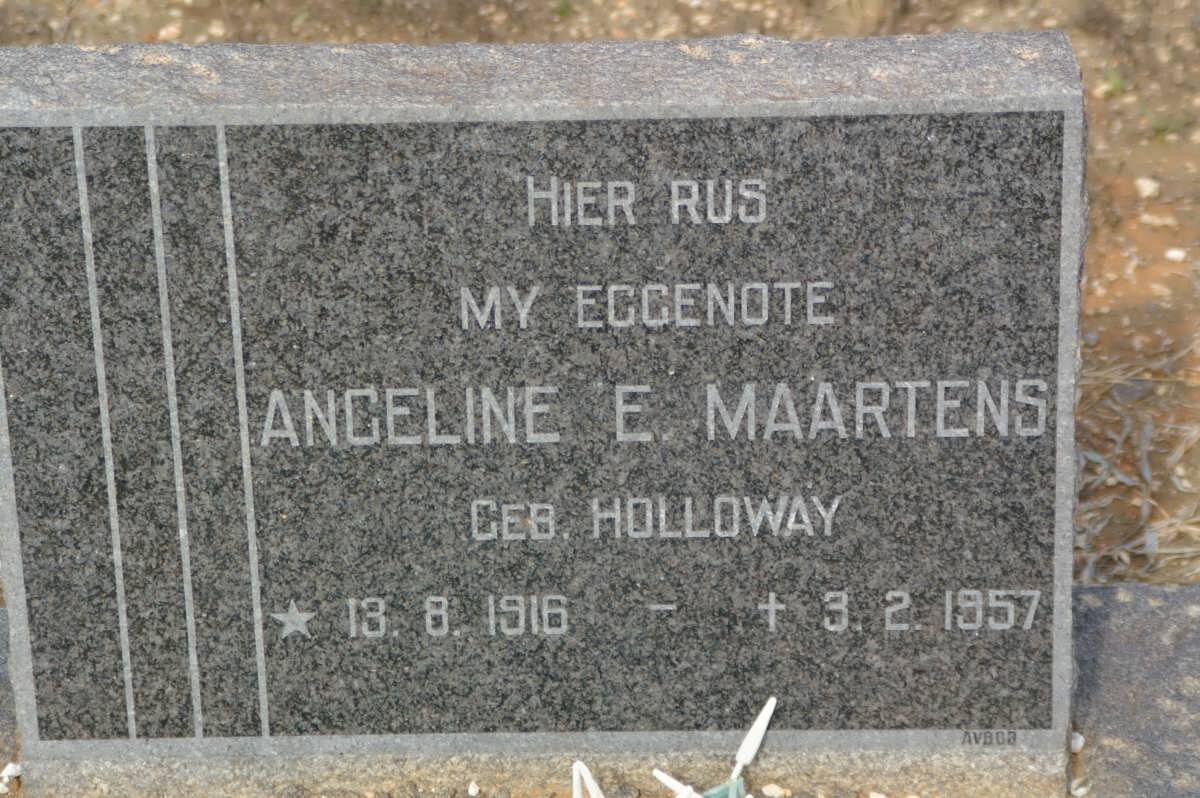 HIER RUS
MY EGGENOTE
ANGELINE E. MAARTENS
GEB. HOLLOWAY
★ 13. 8. 1916 – † 3. 2. 1957
AVBOB